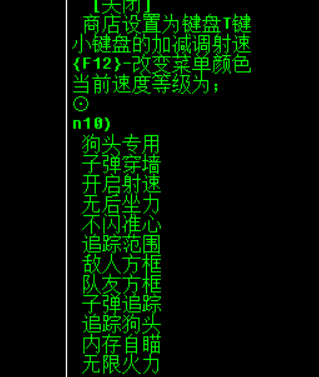 [关闭]
商店设置为键盘T键
小键盘的加减调射速
{F12}-改变菜单颜色
当前速度等级为;
⊙
n10)
狗头专用
子弹穿墙
开启射速
无后坐力
不闪准心
追踪范围
敌人方框
队友方框
子弹追踪
追踪狗头
内存自瞄
无限火力